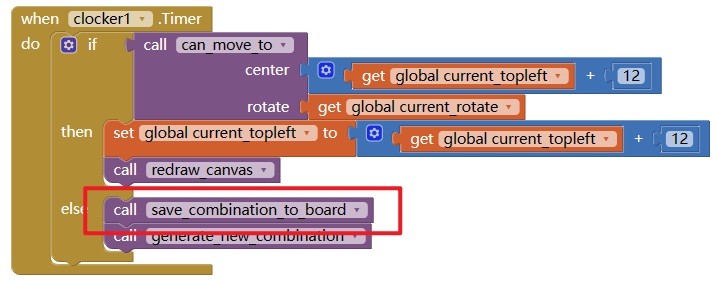 when clocker1 .Timer
do if call can_move_to
center get global current_topleft + 12
rotate get global current_rotate
then set global current_topleft to get global current_topleft + 12
call redraw_canvas
else call save_combination_to_board
call generate_new_combination